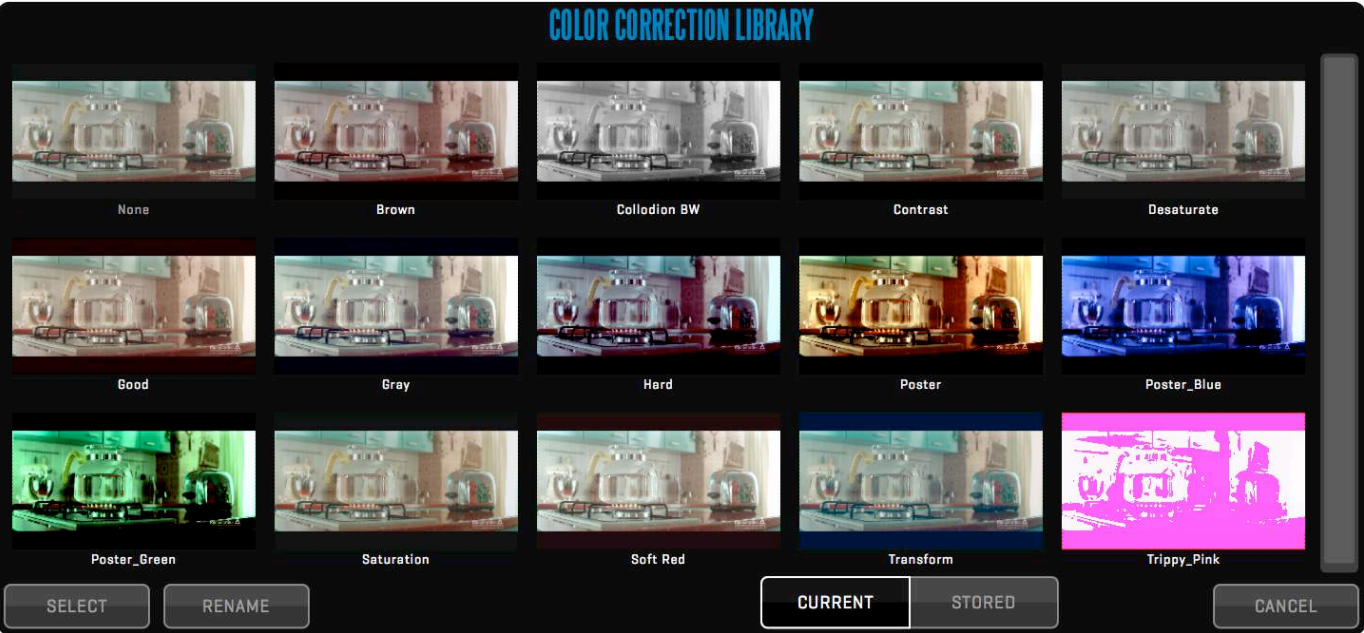 COLOR CORRECTION LIBRARY
None
Brown
Collodion BW
Contrast
Desaturate
Good
Gray
Hard
Poster
Poster_Blue
Poster_Green
Saturation
Soft Red
Transform
Trippy_Pink
SELECT
RENAME
CURRENT
STORED
CANCEL